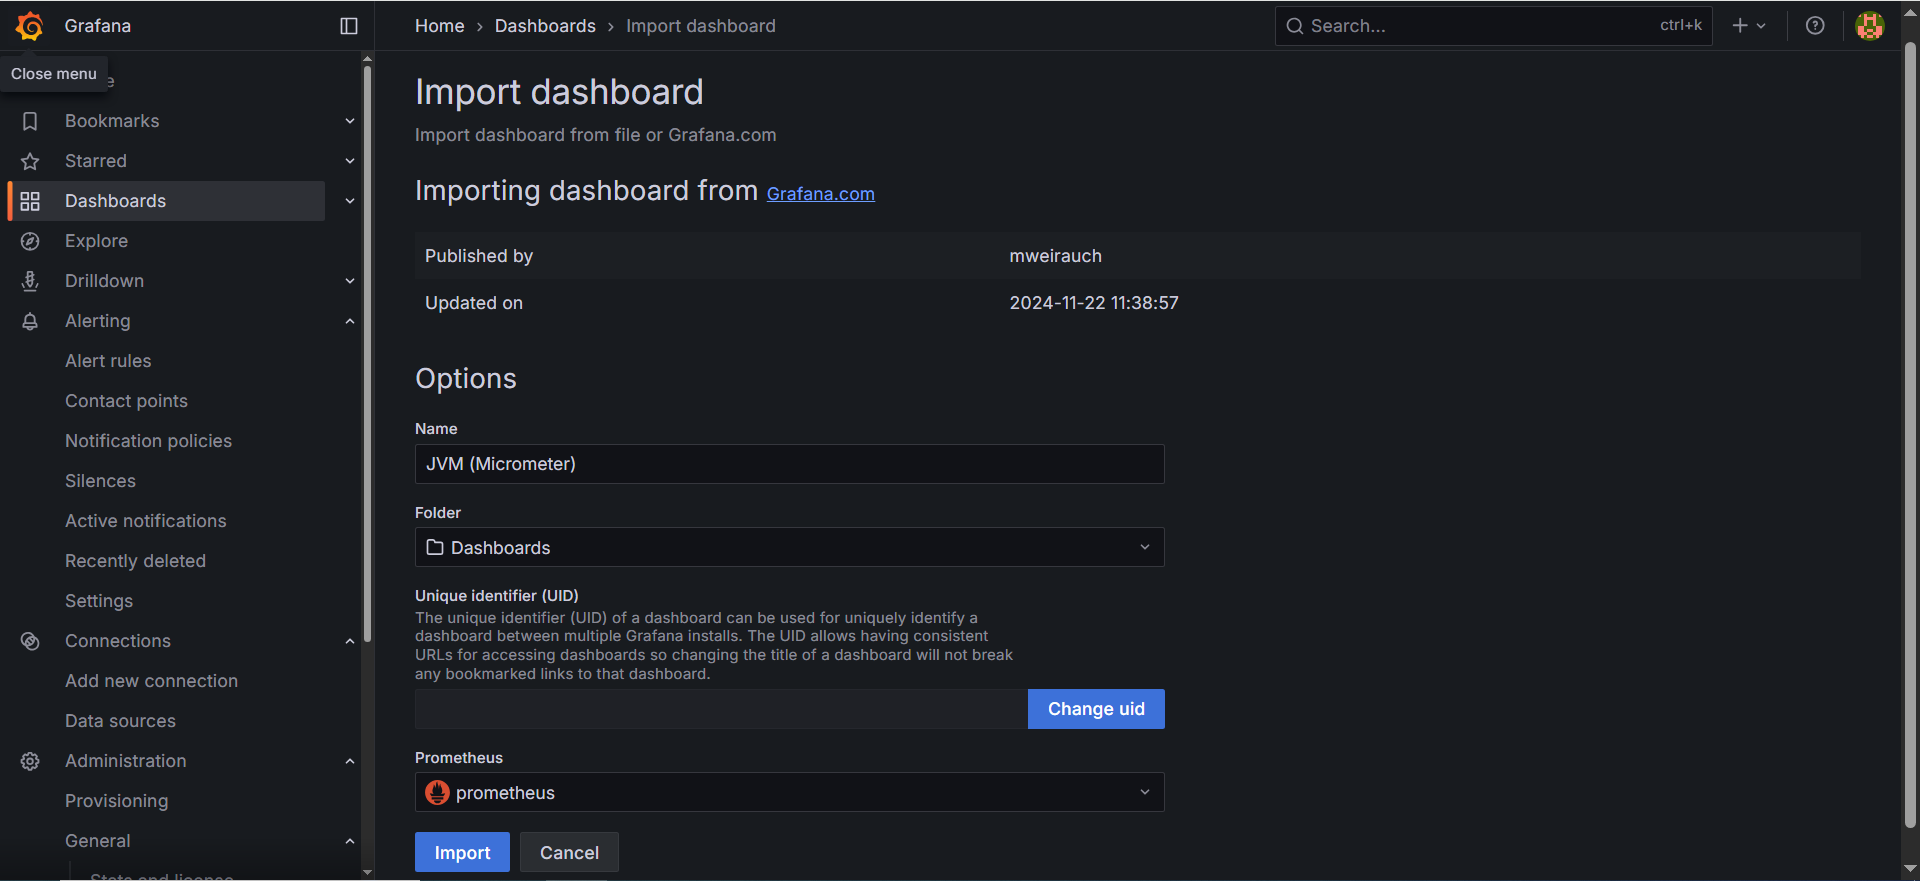 Grafana
Home › Dashboards › Import dashboard
Search...
ctrl+k
Close menu
e
Bookmarks
Starred
Dashboards
Explore
Drilldown
Alerting
Alert rules
Contact points
Notification policies
Silences
Active notifications
Recently deleted
Settings
Connections
Add new connection
Data sources
Administration
Provisioning
General
Stats and license
Import dashboard
Import dashboard from file or Grafana.com
Importing dashboard from Grafana.com
Published by mweirauch
Updated on 2024-11-22 11:38:57
Options
Name
JVM (Micrometer)
Folder
Dashboards
Unique identifier (UID)
The unique identifier (UID) of a dashboard can be used for uniquely identify a
dashboard between multiple Grafana installs. The UID allows having consistent
URLs for accessing dashboards so changing the title of a dashboard will not break
any bookmarked links to that dashboard.
Change uid
Prometheus
prometheus
Import
Cancel